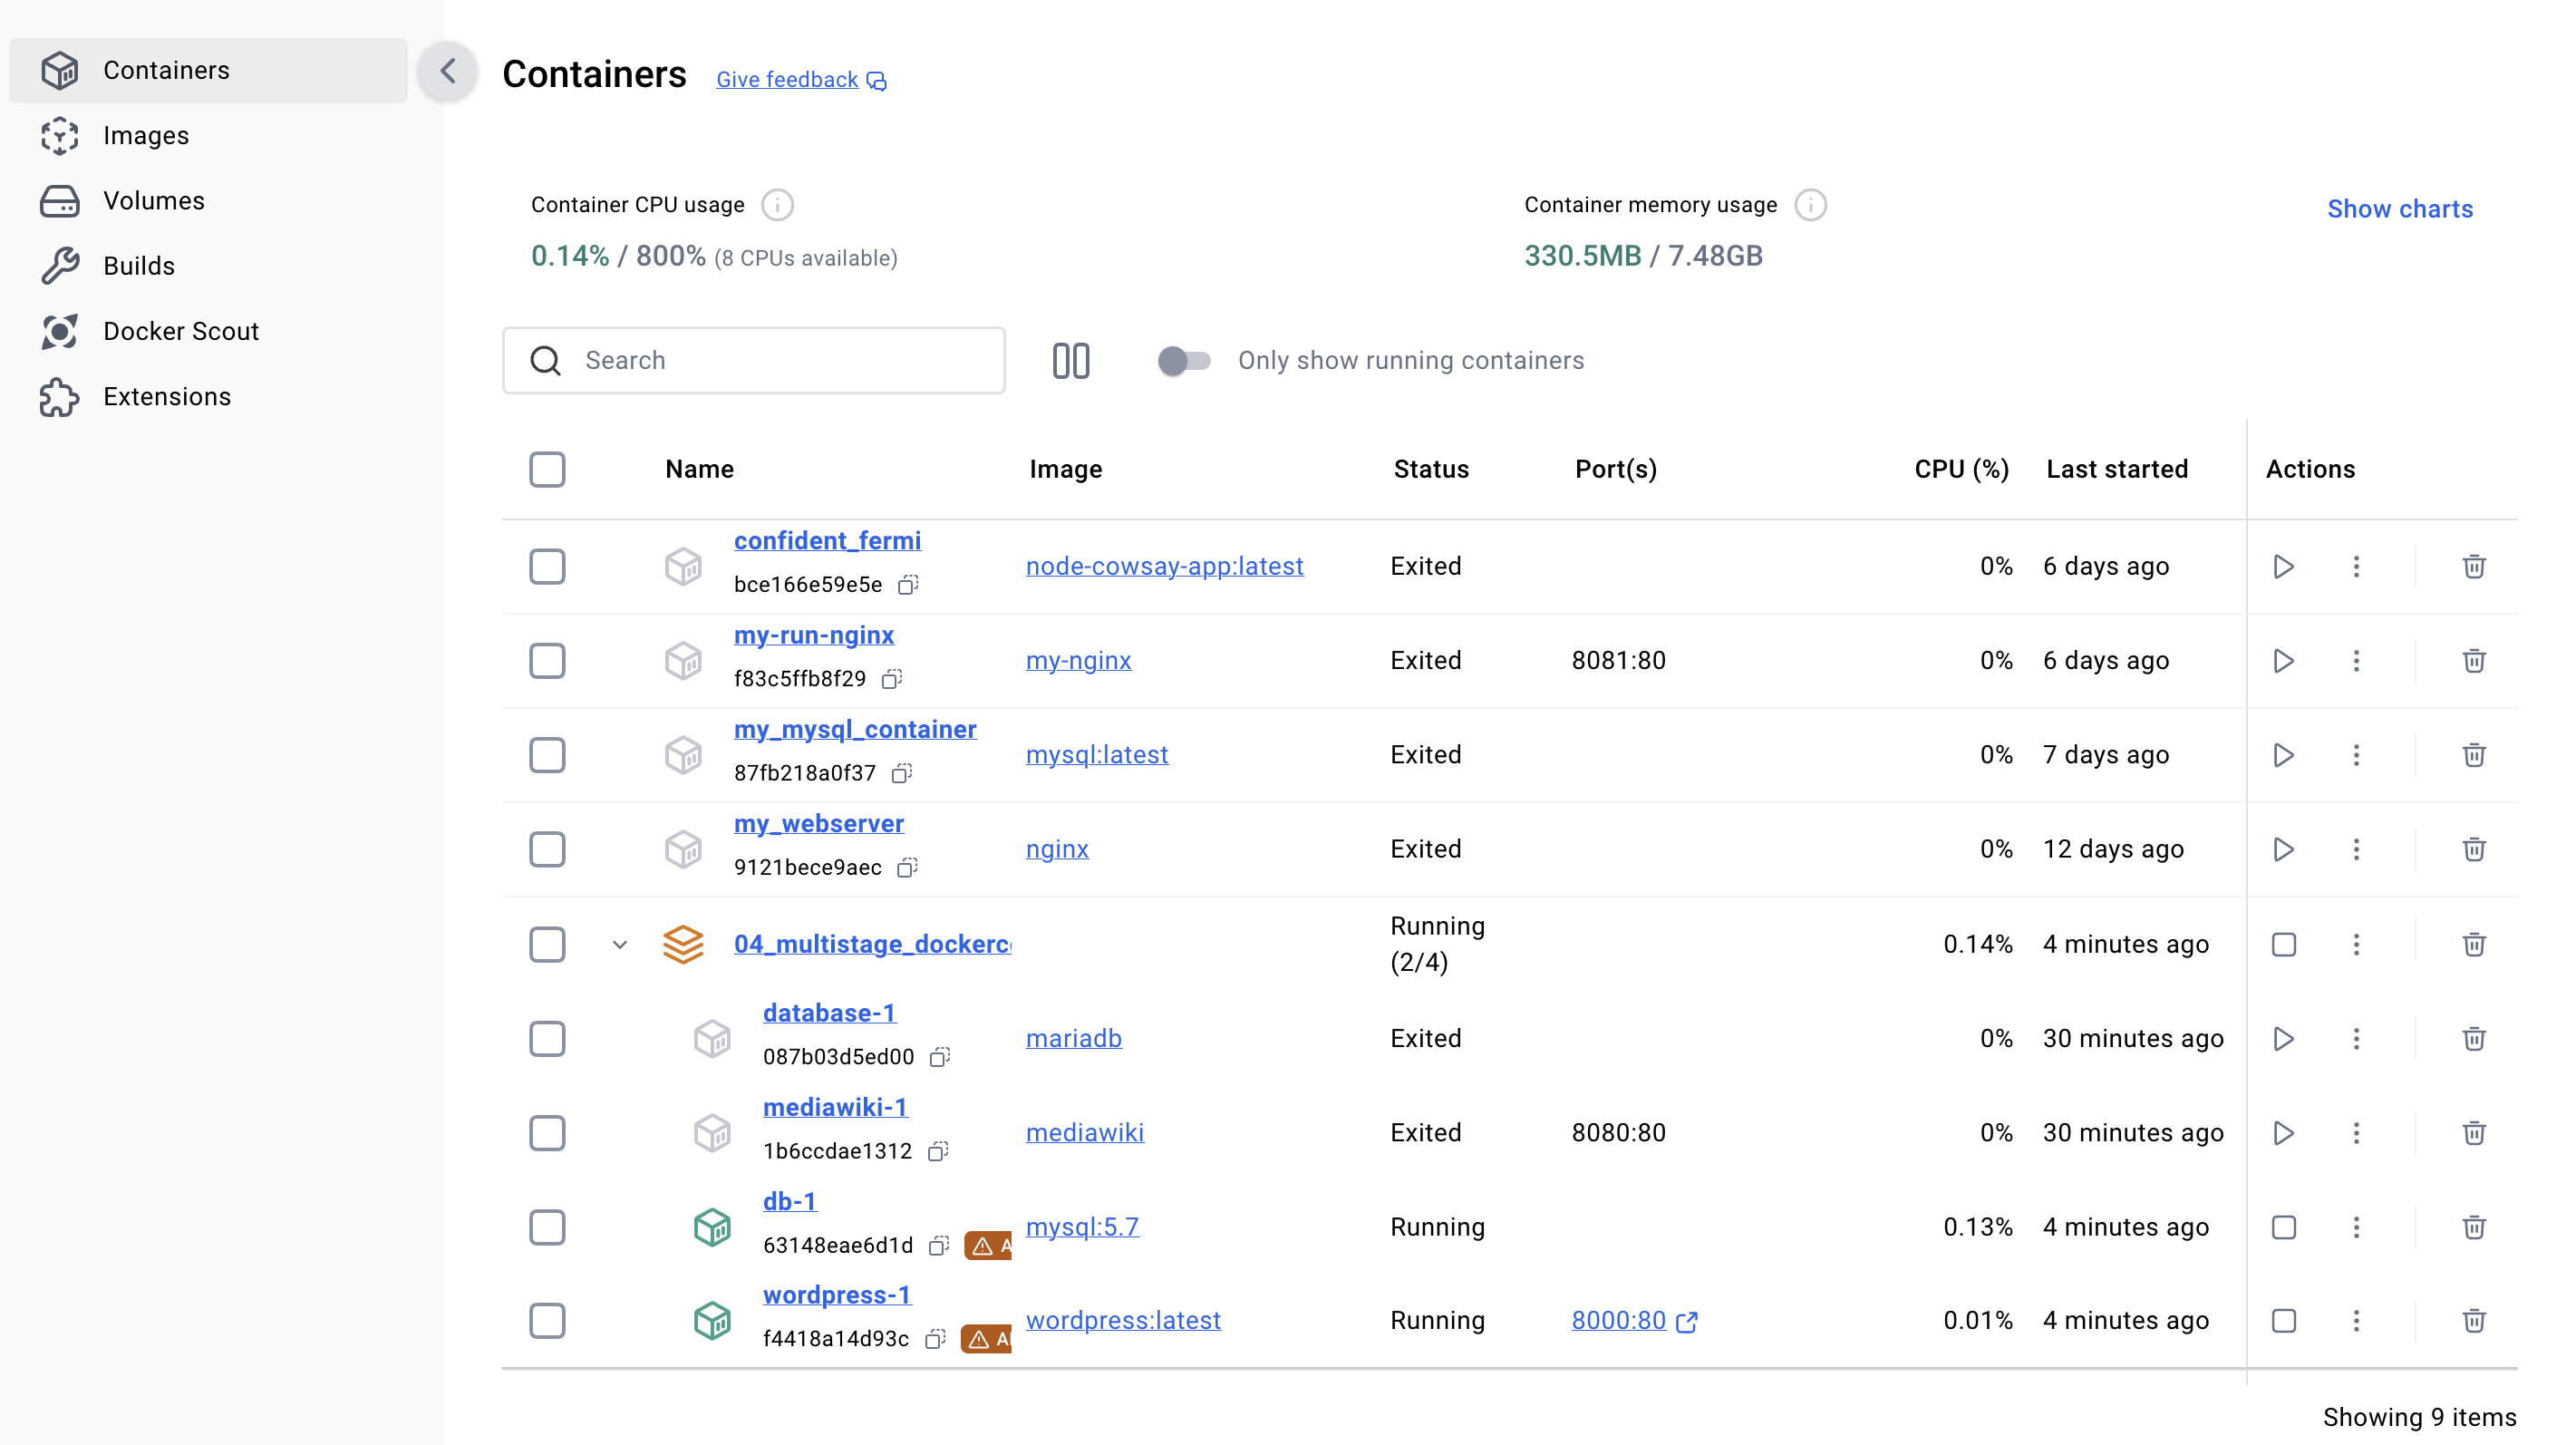 Containers
Images
Volumes
Builds
Docker Scout
Extensions
Containers Give feedback
Container CPU usage
0.14% / 800% (8 CPUs available)
Container memory usage
330.5MB / 7.48GB
Show charts
Search
Only show running containers
Name Image Status Port(s) CPU (%) Last started Actions
confident_fermi
bce166e59e5e
node-cowsay-app:latest Exited 0% 6 days ago
my-run-nginx
f83c5ffb8f29
my-nginx Exited 8081:80 0% 6 days ago
my_mysql_container
87fb218a0f37
mysql:latest Exited 0% 7 days ago
my_webserver
9121bece9aec
nginx Exited 0% 12 days ago
04_multistage_dockerc
Running
(2/4)
0.14% 4 minutes ago
database-1
087b03d5ed00
mariadb Exited 0% 30 minutes ago
mediawiki-1
1b6ccdae1312
mediawiki Exited 8080:80 0% 30 minutes ago
db-1
63148eae6d1d A
mysql:5.7 Running 0.13% 4 minutes ago
wordpress-1
f4418a14d93c A
wordpress:latest Running 8000:80 0.01% 4 minutes ago
Showing 9 items